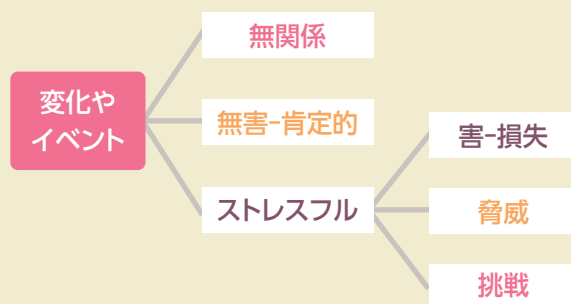 変化や
イベント
無関係
無害-肯定的
ストレスフル
害-損失
脅威
挑戦